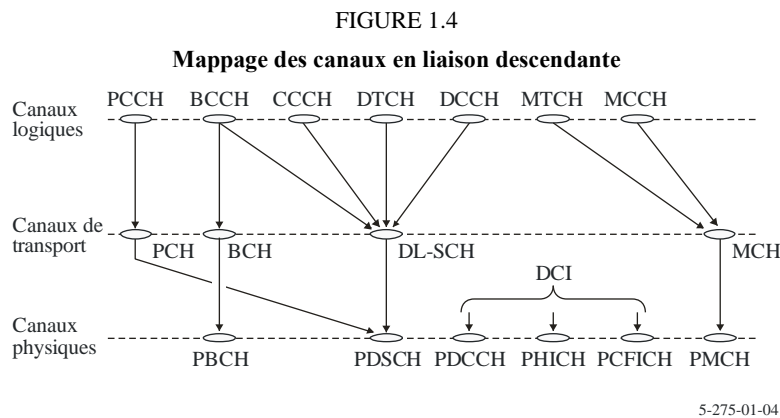 FIGURE 1.4
Mappage des canaux en liaison descendante
PCCH BCCH CCCH DTCH DCCH MTCH MCCH
Canaux
logiques
Canaux de
transport
PCH BCH DL-SCH MCH
DCI
Canaux
physiques
PBCH PDSCH PDCCH PHICH PCFICH PMCH
5-275-01-04